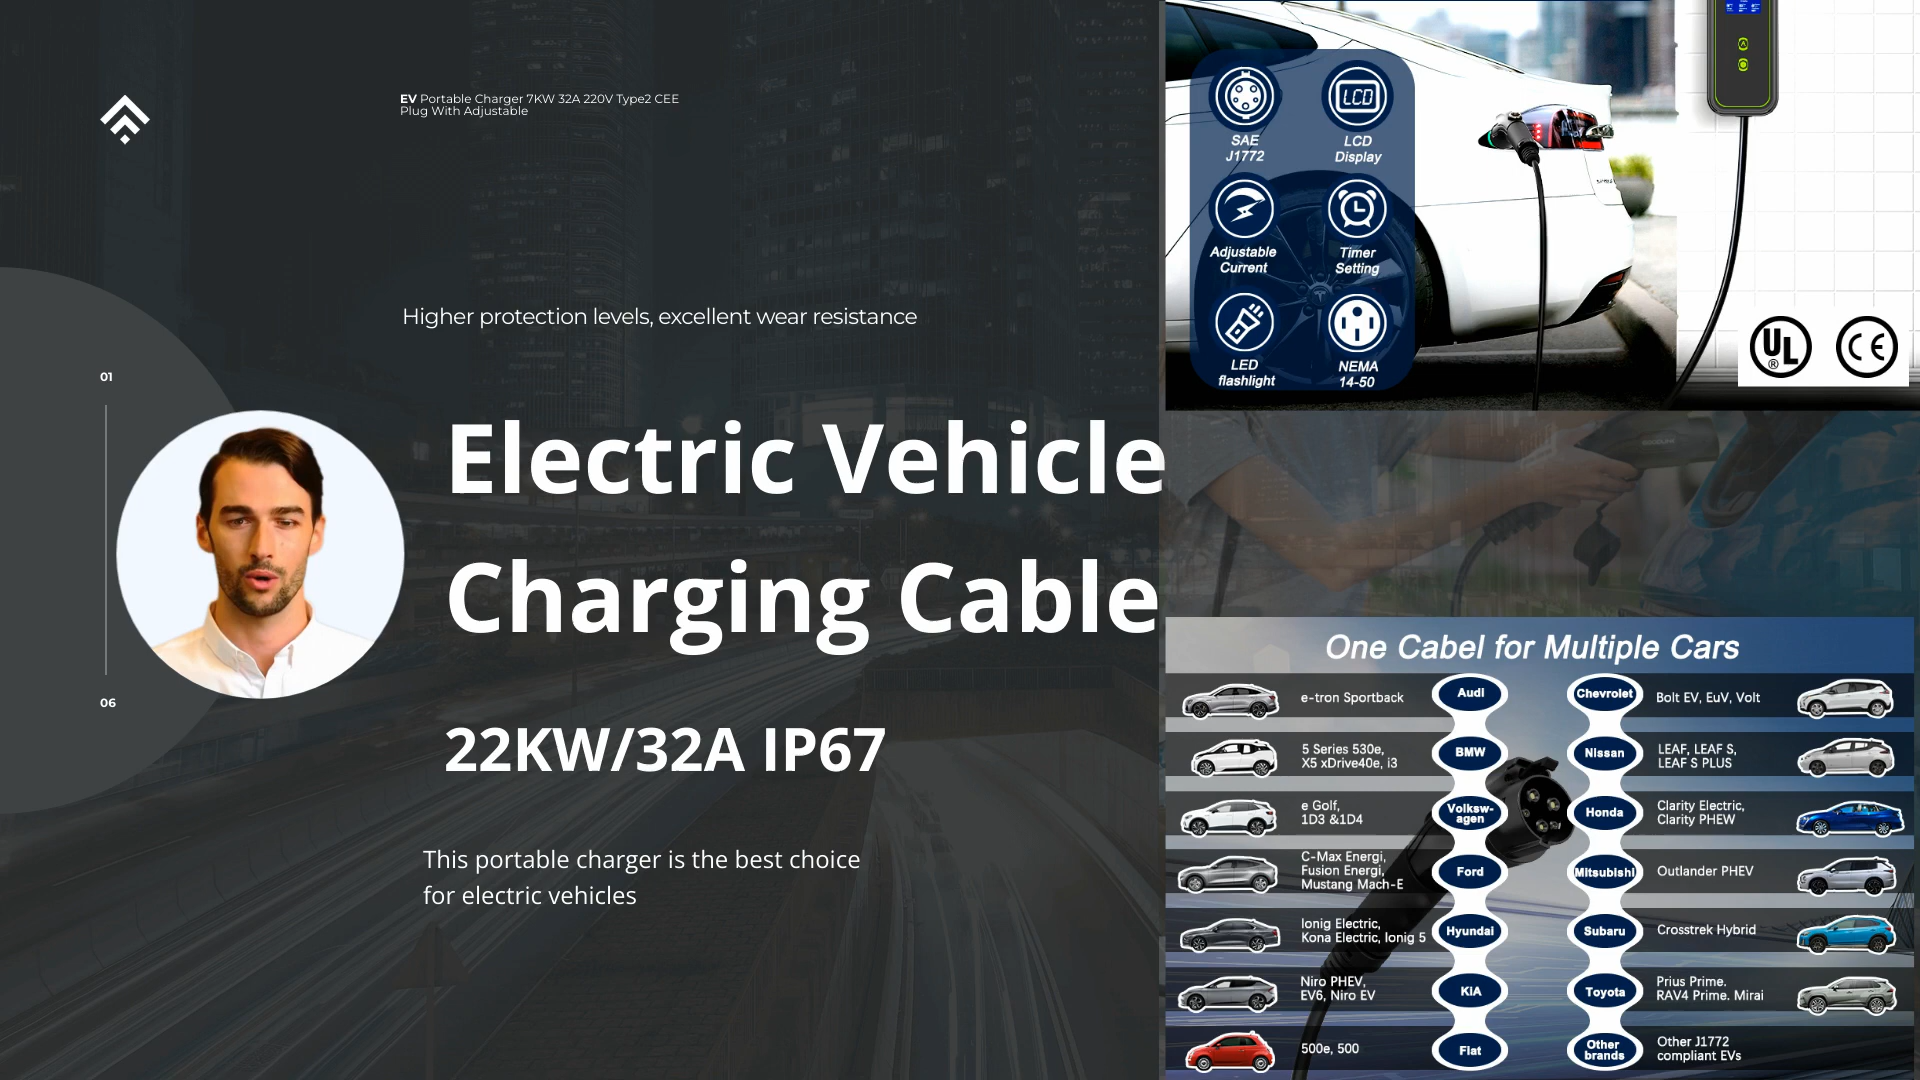 EV Portable Charger 7KW 32A 220V Type2 CEE
Plug With Adjustable
Higher protection levels, excellent wear resistance
01
06
Electric Vehicle
Charging Cable
22KW/32A IP67
This portable charger is the best choice
for electric vehicles
SAE
J1772
LCD
LCD
Display
Adjustable
Current
Timer
Setting
LED
flashlight
NEMA
14-50
UL
®
CE
One Cabel for Multiple Cars
e-tron Sportback
Audi
Chevrolet
Bolt EV, EuV, Volt
5 Series 530e,
X5 xDrive40e, i3
BMW
Nissan
LEAF, LEAF S,
LEAF S PLUS
e Golf,
1D3 &1D4
Volksw-
agen
Honda
Clarity Electric,
Clarity PHEW
C-Max Energi,
Fusion Energi,
Mustang Mach-E
Ford
Mitsubishi
Outlander PHEV
Ionig Electric,
Kona Electric, Ionig 5
Hyundai
Subaru
Crosstrek Hybrid
Niro PHEV,
EV6, Niro EV
KiA
Toyota
Prius Prime.
RAV4 Prime. Mirai
500e, 500
Fiat
Other
brands
Other J1772
compliant EVs